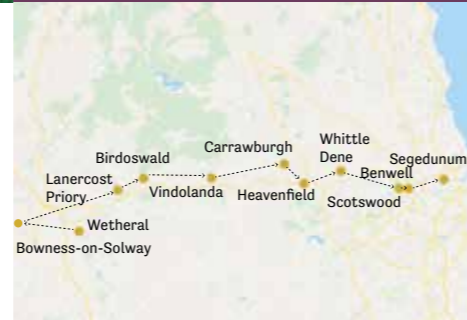 Carrawburgh
Whittle
Dene
Birdoswald
Benwell
Segedunum
Lanercost
Priory
Vindolanda
Heavenfield
Scotswood
Wetheral
Bowness-on-Solway